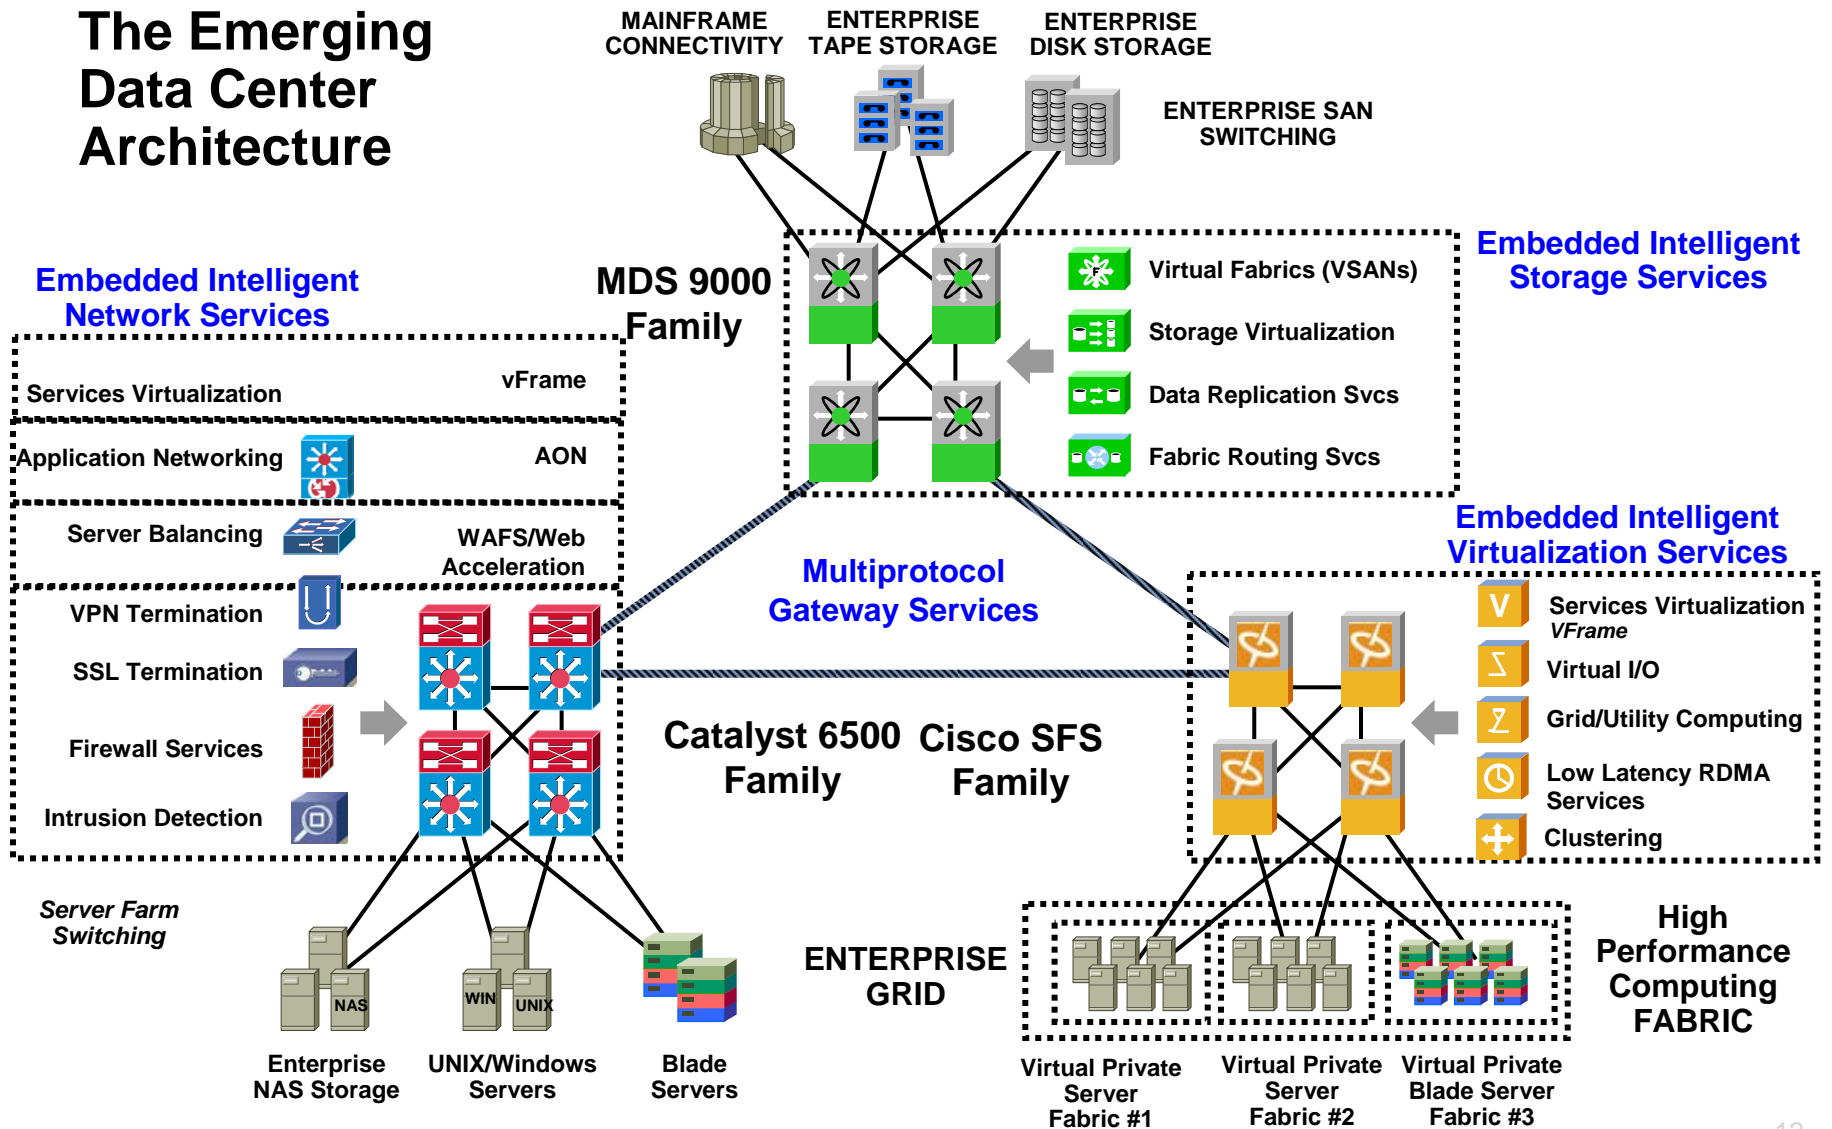 The Emerging
Data Center
Architecture
MAINFRAME
CONNECTIVITY
ENTERPRISE
TAPE STORAGE
ENTERPRISE
DISK STORAGE
ENTERPRISE SAN
SWITCHING
Embedded Intelligent
Network Services
MDS 9000
Family
Embedded Intelligent
Storage Services
F
Virtual Fabrics (VSANs)
Storage Virtualization
Data Replication Svcs
Fabric Routing Svcs
Services Virtualization
vFrame
Application Networking
AON
Server Balancing
WAFS/Web
Acceleration
VPN Termination
SSL Termination
Firewall Services
Intrusion Detection
Multiprotocol
Gateway Services
Embedded Intelligent
Virtualization Services
V
Services Virtualization
VFrame
Virtual I/O
Grid/Utility Computing
Low Latency RDMA
Services
Clustering
Catalyst 6500
Family
Cisco SFS
Family
Server Farm
Switching
NAS
WIN
UNIX
Enterprise
NAS Storage
UNIX/Windows
Servers
Blade
Servers
ENTERPRISE
GRID
High
Performance
Computing
FABRIC
Virtual Private
Server
Fabric #1
Virtual Private
Server
Fabric #2
Virtual Private
Blade Server
Fabric #3